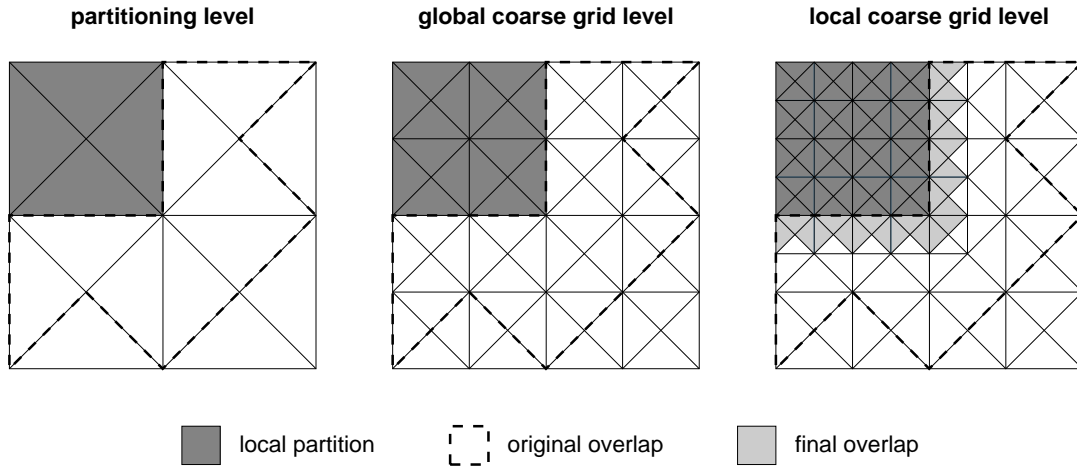 partitioning level
global coarse grid level
local coarse grid level
local partition
original overlap
final overlap